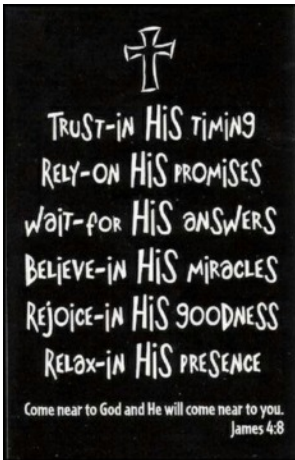 TRUST-IN HIS TIMING
RELY-ON HIS PROMISES
WAIT-FOR HIS ANSWERS
BELIEVE-IN HIS MIRACLES
REJOICE-IN HIS GOODNESS
RELAX-IN HIS PRESENCE
Come near to God and He will come near to you.
James 4:8